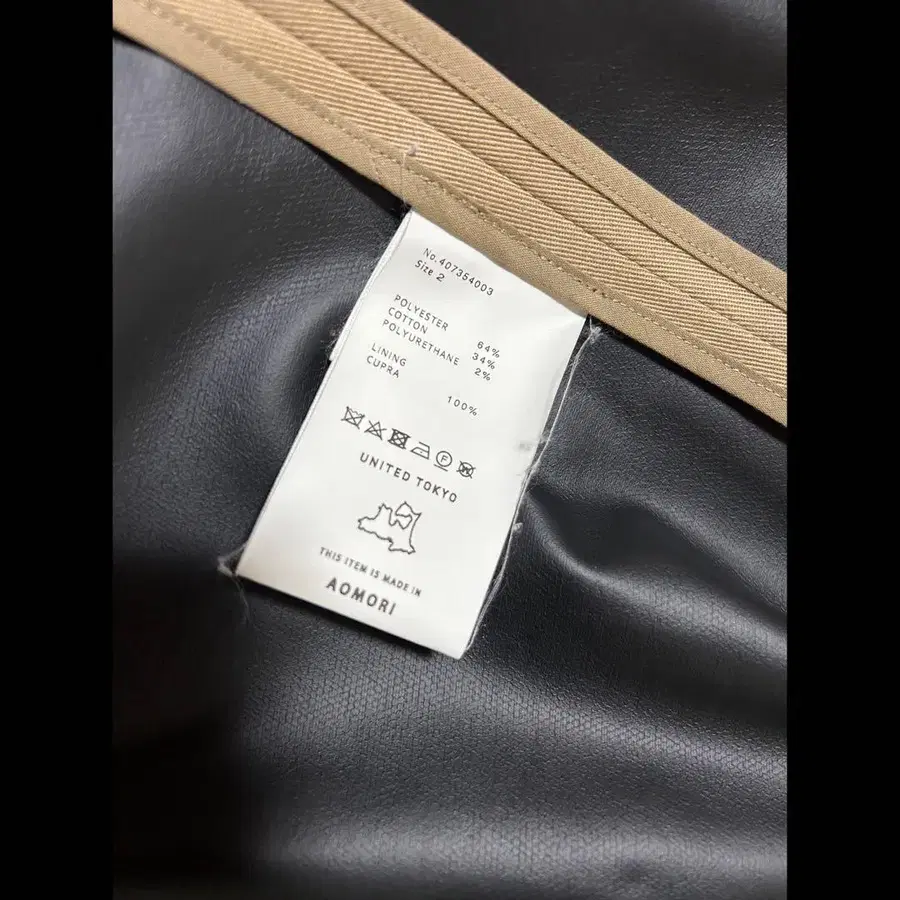 No.407354003
Size 2
POLYESTER 64%
COTTON 34%
POLYURETHANE 2%
LINING
CUPRA 100%
UNITED TOKYO
THIS ITEM IS MADE IN
AOMORI